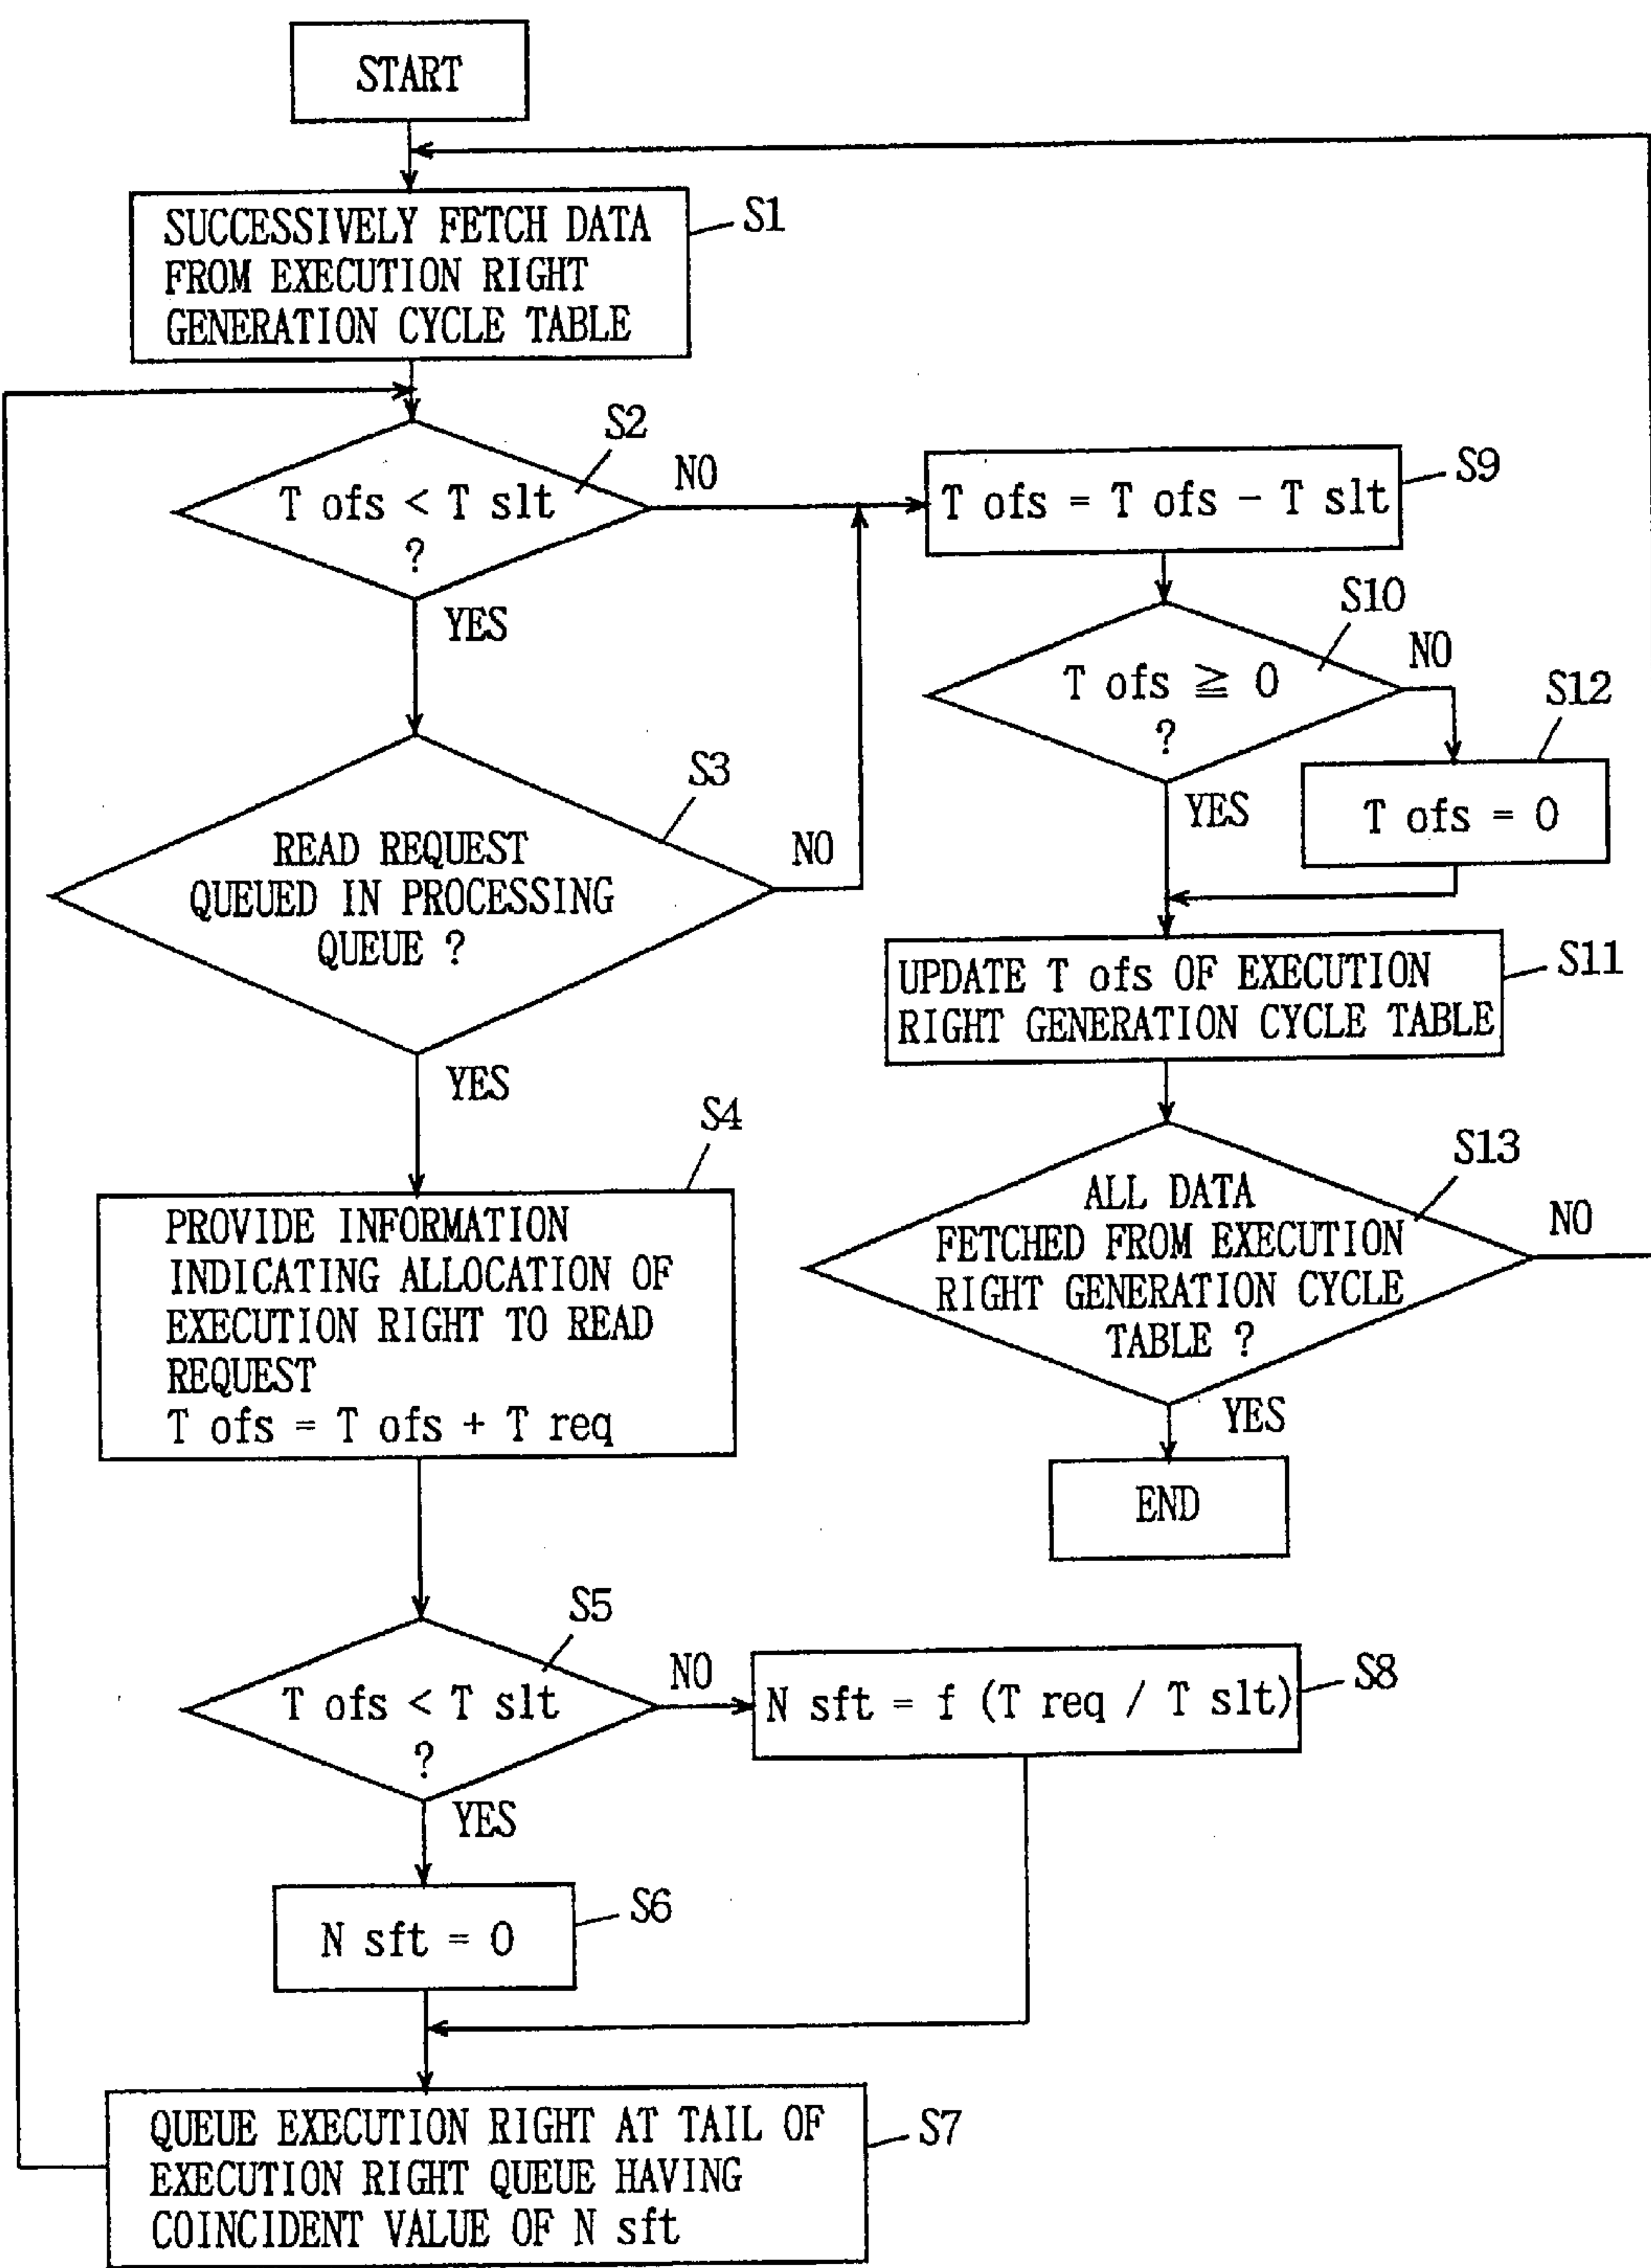 START
SUCCESSIVELY FETCH DATA
FROM EXECUTION RIGHT
GENERATION CYCLE TABLE
S1
T ofs < T slt
?
S2
NO
YES
READ REQUEST
QUEUED IN PROCESSING
QUEUE ?
S3
NO
YES
PROVIDE INFORMATION
INDICATING ALLOCATION OF
EXECUTION RIGHT TO READ
REQUEST
T ofs = T ofs + T req
S4
T ofs < T slt
?
S5
NO
YES
N sft = f (T req / T slt)
S8
N sft = 0
S6
QUEUE EXECUTION RIGHT AT TAIL OF
EXECUTION RIGHT QUEUE HAVING
COINCIDENT VALUE OF N sft
S7
T ofs = T ofs - T slt
S9
T ofs ≧ 0
?
S10
NO
YES
T ofs = 0
S12
UPDATE T ofs OF EXECUTION
RIGHT GENERATION CYCLE TABLE
S11
ALL DATA
FETCHED FROM EXECUTION
RIGHT GENERATION CYCLE
TABLE ?
S13
NO
YES
END